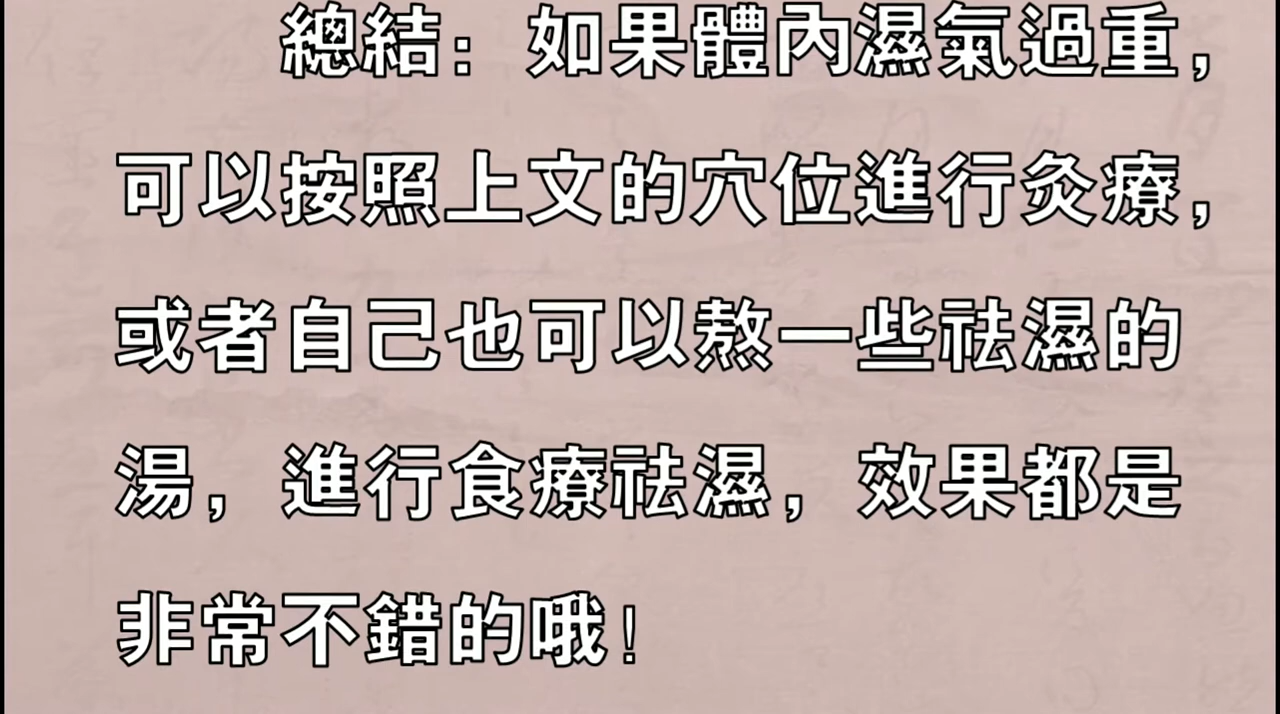 總結：如果體內濕氣過重，
可以按照上文的穴位進行灸療，
或者自己也可以熬一些祛濕的
湯，進行食療祛濕，效果都是
非常不錯的哦！